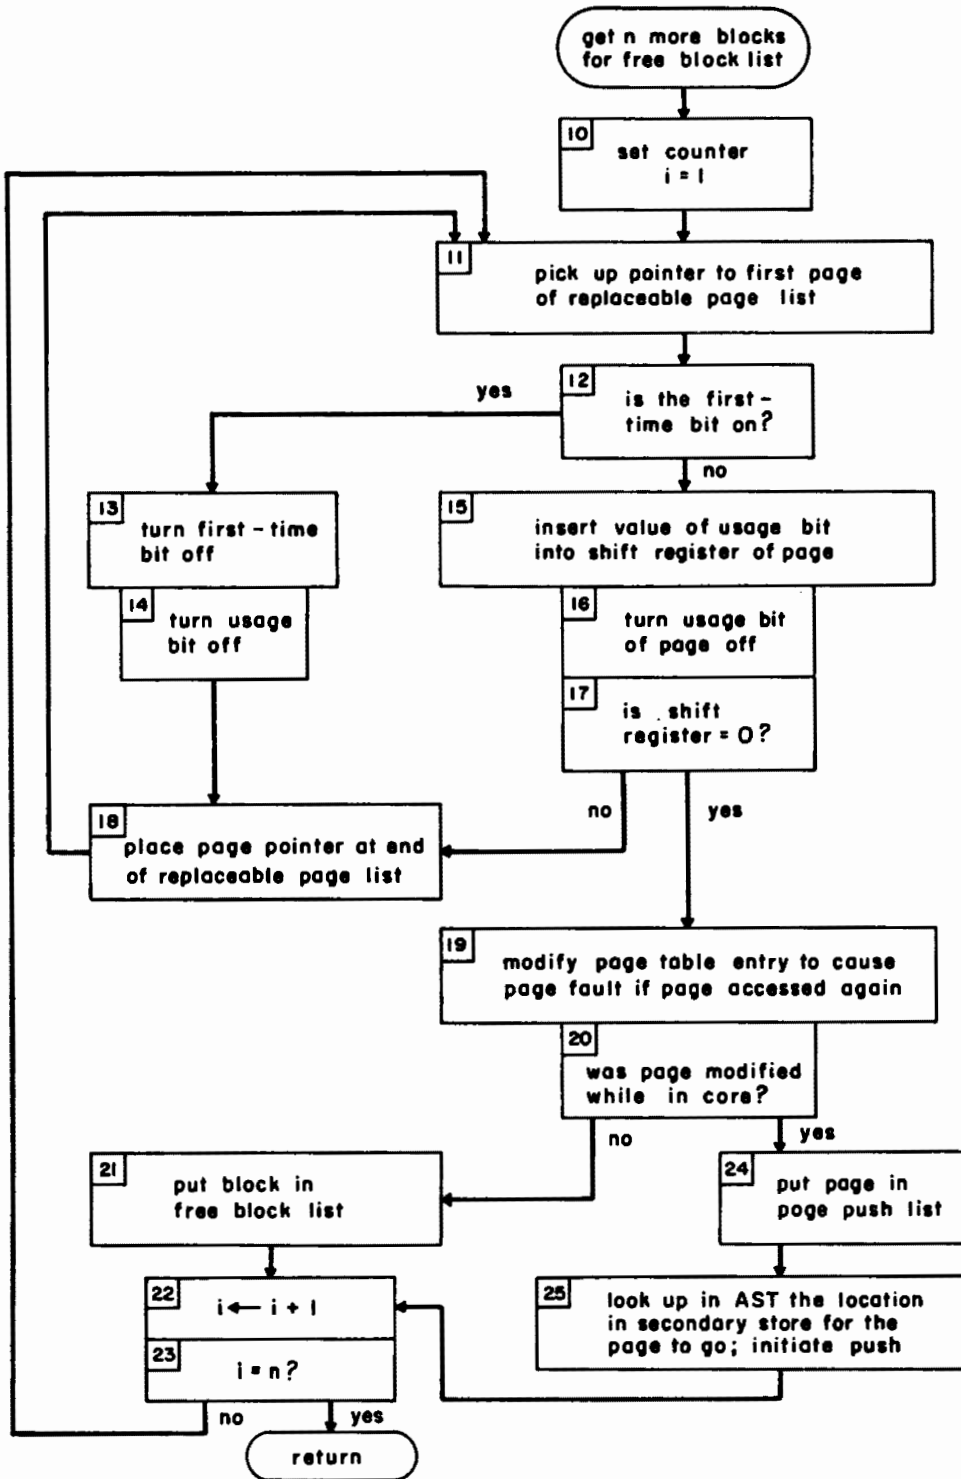 get n more blocks
for free block list
10
set counter
i = 1
11
pick up pointer to first page
of replaceable page list
12
is the first-
time bit on?
yes
no
13
turn first-time
bit off
14
turn usage
bit off
15
insert value of usage bit
into shift register of page
16
turn usage bit
of page off
17
is shift
register = 0?
no
yes
18
place page pointer at end
of replaceable page list
19
modify page table entry to cause
page fault if page accessed again
20
was page modified
while in core?
no
yes
21
put block in
free block list
24
put page in
poge push list
22
i ← i + 1
23
i = n?
25
look up in AST the location
in secondary store for the
page to go; initiate push
no
yes
return